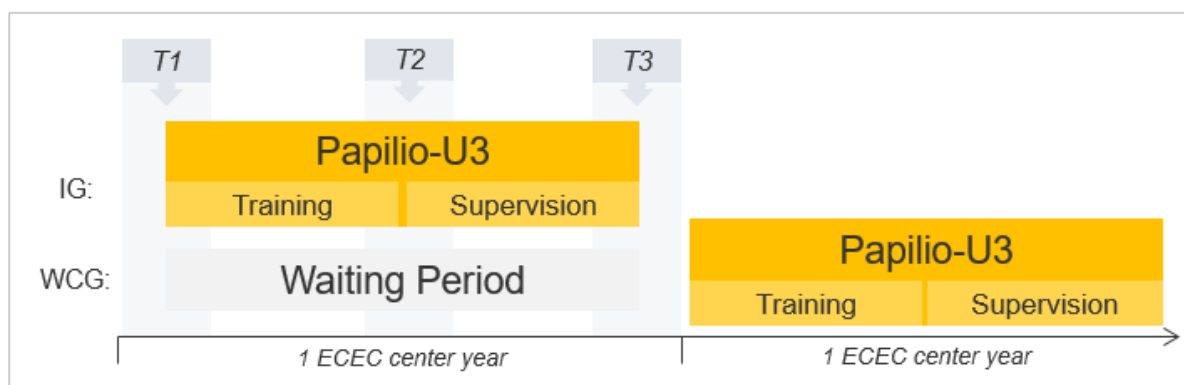 T1 T2 T3
Papilio-U3
IG:
Training Supervision
Papilio-U3
WCG:
Waiting Period
Training Supervision
1 ECEC center year 1 ECEC center year